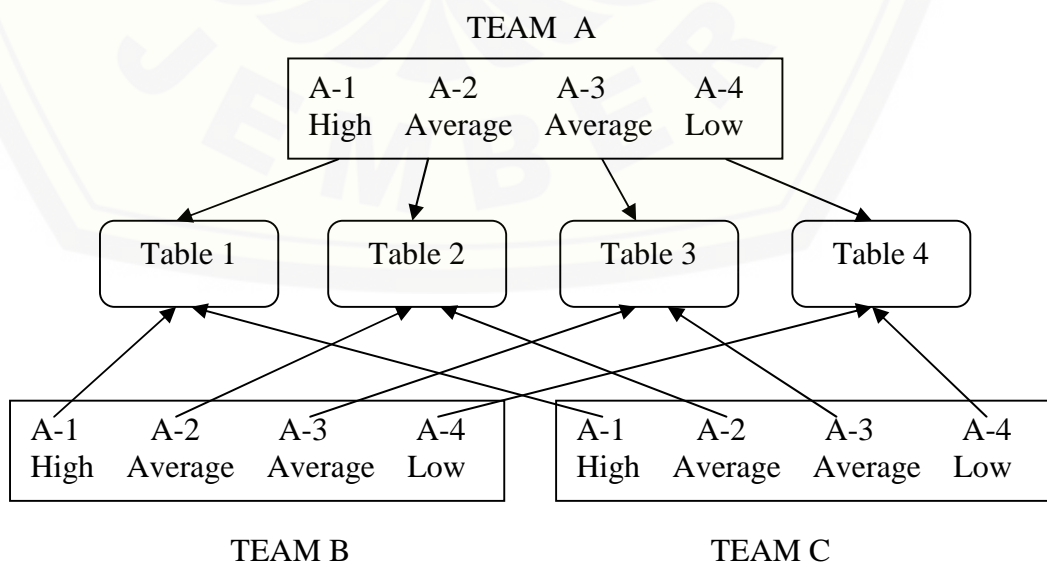 TEAM A
A-1 A-2 A-3 A-4
High Average Average Low
Table 1 Table 2 Table 3 Table 4
A-1 A-2 A-3 A-4
High Average Average Low
A-1 A-2 A-3 A-4
High Average Average Low
TEAM B
TEAM C
JEMBER